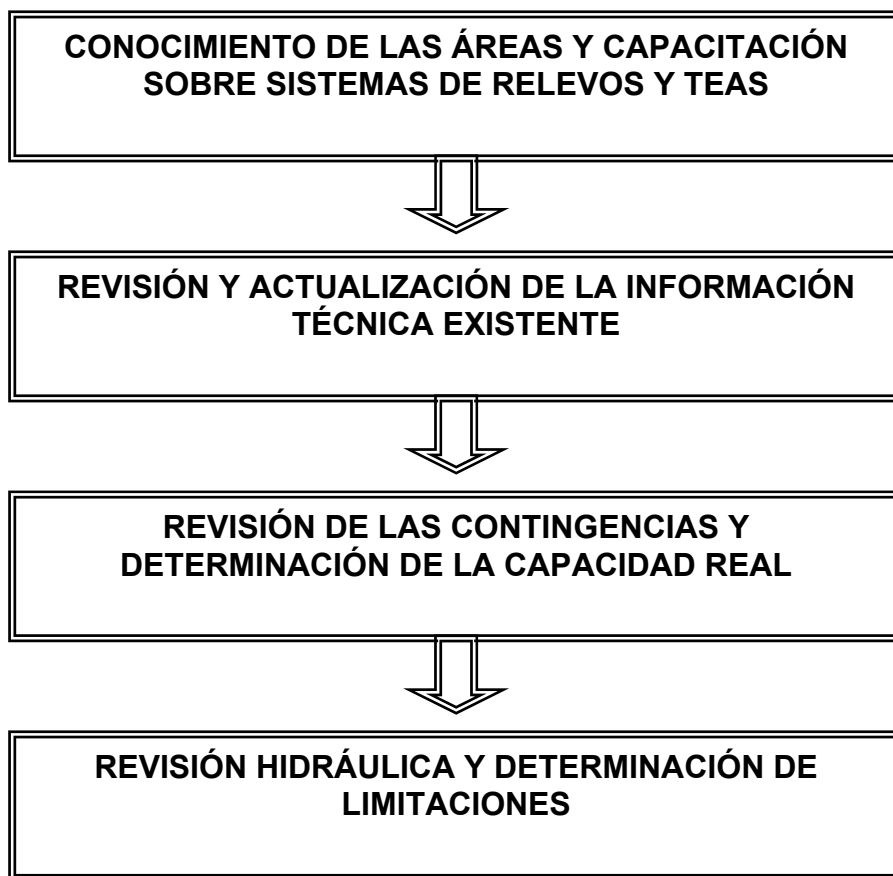 CONOCIMIENTO DE LAS ÁREAS Y CAPACITACIÓN
SOBRE SISTEMAS DE RELEVOS Y TEAS
REVISIÓN Y ACTUALIZACIÓN DE LA INFORMACIÓN
TÉCNICA EXISTENTE
REVISIÓN DE LAS CONTINGENCIAS Y
DETERMINACIÓN DE LA CAPACIDAD REAL
REVISIÓN HIDRÁULICA Y DETERMINACIÓN DE
LIMITACIONES